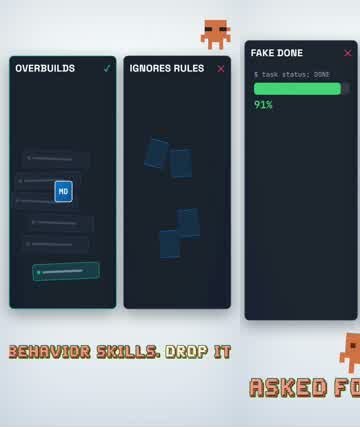 OVERBUILDS ✓
IGNORES RULES ×
MD
BEHAVIOR SKILLS. DROP IT
FAKE DONE ×
$ task status: DONE
91%
ASKED FO